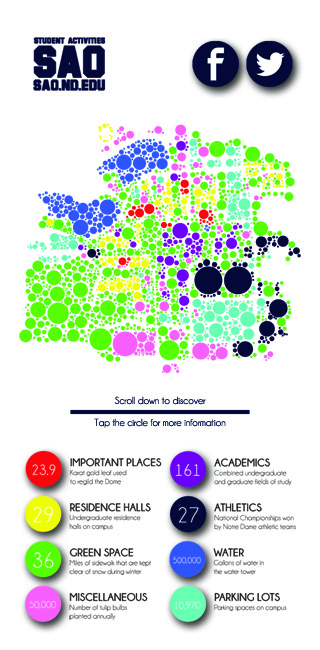 STUDENT ACTIVITIES
SAO
SAO.ND.EDU
Scroll down to discover
Tap the circle for more information
23.9
IMPORTANT PLACES
Karat gold leaf used
to regild the Dome
161
ACADEMICS
Combined undergraduate
and graduate fields of study
29
RESIDENCE HALLS
Undergraduate residence
halls on campus
27
ATHLETICS
National Championships won
by Notre Dame athletic teams
36
GREEN SPACE
Miles of sidewalk that are kept
clear of snow during winter
500,000
WATER
Gallons of water in
the water tower
50,000
MISCELLANEOUS
Number of tulip bulbs
planted annually
10,970
PARKING LOTS
Parking spaces on campus